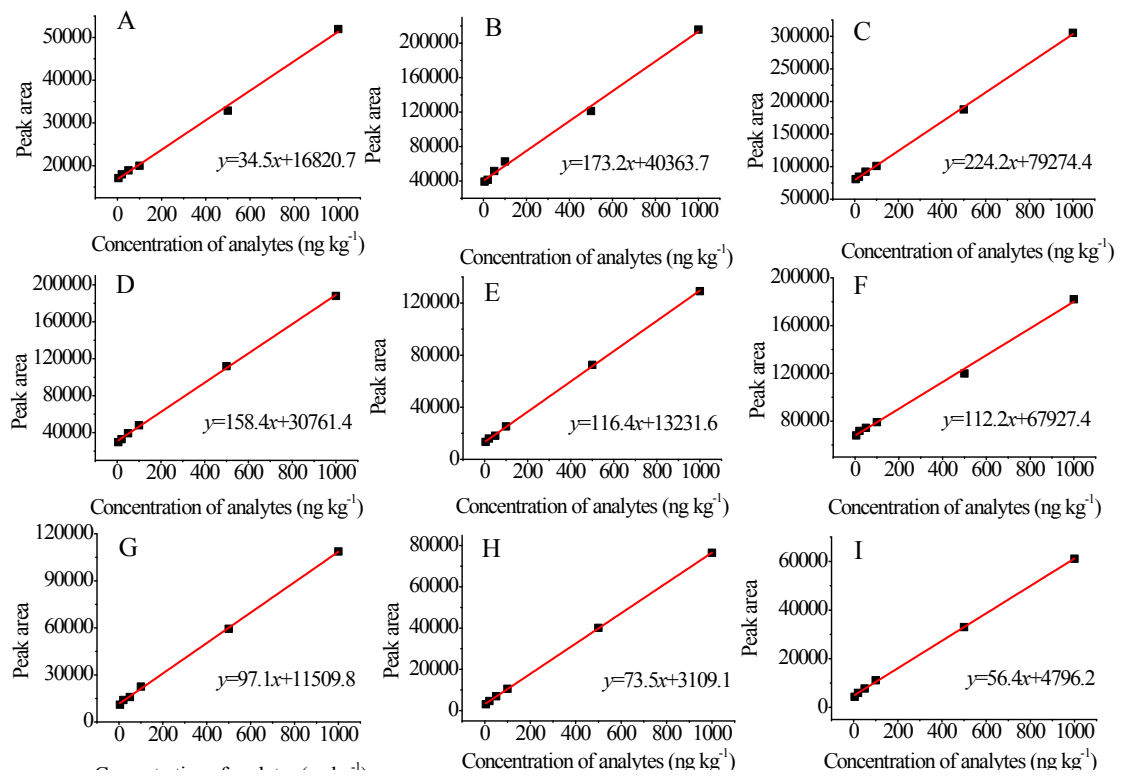 A
50000
40000
30000
20000
Peak area
y=34.5x+16820.7
0 200 400 600 800 1000
Concentration of analytes (ng kg-1)
B
200000
160000
120000
80000
40000
Peak area
y=173.2x+40363.7
0 200 400 600 800 1000
Concentration of analytes (ng kg-1)
C
300000
250000
200000
150000
100000
50000
Peak area
y=224.2x+79274.4
0 200 400 600 800 1000
Concentration of analytes (ng kg-1)
D
200000
160000
120000
80000
40000
Peak area
y=158.4x+30761.4
0 200 400 600 800 1000
Concentration of analytes (ng kg-1)
E
120000
80000
40000
0
Peak area
y=116.4x+13231.6
0 200 400 600 800 1000
Concentration of analytes (ng kg-1)
F
200000
160000
120000
80000
Peak area
y=112.2x+67927.4
0 200 400 600 800 1000
Concentration of analytes (ng kg-1)
G
120000
90000
60000
30000
0
Peak area
y=97.1x+11509.8
0 200 400 600 800 1000
H
80000
60000
40000
20000
0
Peak area
y=73.5x+3109.1
0 200 400 600 800 1000
Concentration of analytes (ng kg-1)
I
60000
40000
20000
0
Peak area
y=56.4x+4796.2
0 200 400 600 800 1000
Concentration of analytes (ng kg-1)